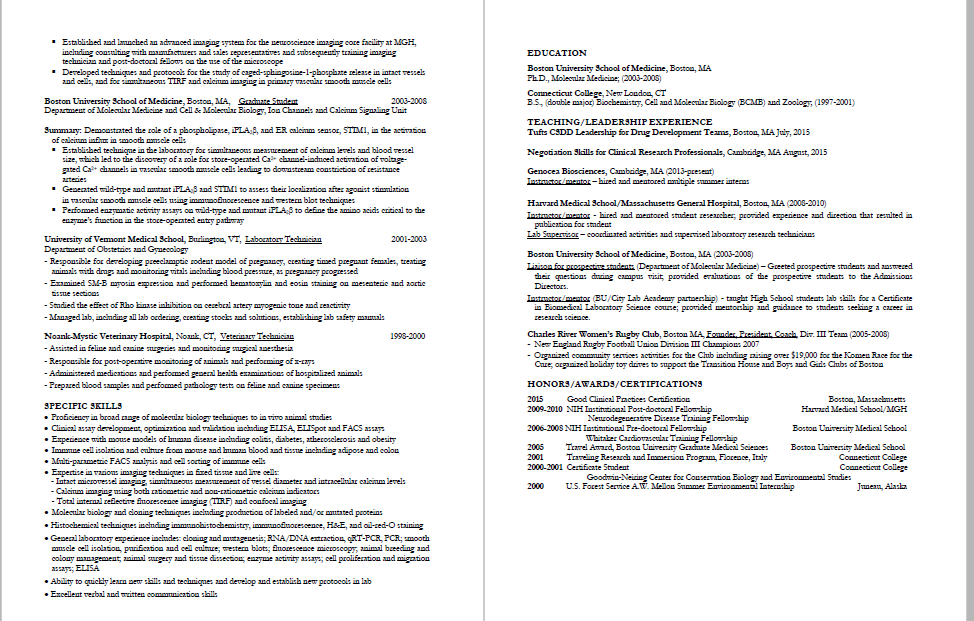 ▪ Established and launched an advanced imaging system for the neuroscience imaging core facility at MGH,
including consulting with manufacturers and sales representatives and subsequently training imaging
technician and post-doctoral fellows on the use of the microscope
▪ Developed techniques and protocols for the study of caged-sphingosine-1-phosphate release in intact vessels
and cells, and for simultaneous TIRF and calcium imaging in primary vascular smooth muscle cells
Boston University School of Medicine, Boston, MA, Graduate Student 2003-2008
Department of Molecular Medicine and Cell & Molecular Biology, Ion Channels and Calcium Signaling Unit
Summary: Demonstrated the role of a phospholipase, iPLA₂β, and ER calcium sensor, STIM1, in the activation
of calcium influx in smooth muscle cells
▪ Established technique in the laboratory for simultaneous measurement of calcium levels and blood vessel
size, which led to the discovery of a role for store-operated Ca²⁺ channel-induced activation of voltage-
gated Ca²⁺ channels in vascular smooth muscle cells leading to downstream constriction of resistance
arteries
▪ Generated wild-type and mutant iPLA₂β and STIM1 to assess their localization after agonist stimulation
in vascular smooth muscle cells using immunofluorescence and western blot techniques
▪ Performed enzymatic activity assays on wild-type and mutant iPLA₂β to define the amino acids critical to the
enzyme's function in the store-operated entry pathway
University of Vermont Medical School, Burlington, VT, Laboratory Technician 2001-2003
Department of Obstetrics and Gynecology
- Responsible for developing preeclamptic rodent model of pregnancy, creating timed pregnant females, treating
animals with drugs and monitoring vitals including blood pressure, as pregnancy progressed
- Examined SM-B myosin expression and performed hematoxylin and eosin staining on mesenteric and aortic
tissue sections
- Studied the effect of Rho kinase inhibition on cerebral artery myogenic tone and reactivity
- Managed lab, including all lab ordering, creating stocks and solutions, establishing lab safety manuals
Noank-Mystic Veterinary Hospital, Noank, CT, Veterinary Technician 1998-2000
- Assisted in feline and canine surgeries and monitoring surgical anesthesia
- Responsible for post-operative monitoring of animals and performing of x-rays
- Administered medications and performed general health examinations of hospitalized animals
- Prepared blood samples and performed pathology tests on feline and canine specimens
SPECIFIC SKILLS
• Proficiency in broad range of molecular biology techniques to in vivo animal studies
• Clinical assay development, optimization and validation including ELISA, ELISpot and FACS assays
• Experience with mouse models of human disease including colitis, diabetes, atherosclerosis and obesity
• Immune cell isolation and culture from mouse and human blood and tissue including adipose and colon
• Multi-parametric FACS analysis and cell sorting of immune cells
• Expertise in various imaging techniques in fixed tissue and live cells:
- Intact microvessel imaging, simultaneous measurement of vessel diameter and intracellular calcium levels
- Calcium imaging using both ratiometric and non-ratiometric calcium indicators
- Total internal reflective fluorescence imaging (TIRF) and confocal imaging
• Molecular biology and cloning techniques including production of labeled and/or mutated proteins
• Histochemical techniques including immunohistochemistry, immunofluorescence, H&E, and oil-red-O staining
• General laboratory experience includes: cloning and mutagenesis; RNA/DNA extraction, qRT-PCR, PCR; smooth
muscle cell isolation, purification and cell culture; western blots; fluorescence microscopy; animal breeding and
colony management; animal surgery and tissue dissection; enzyme activity assays; cell proliferation and migration
assays; ELISA
• Ability to quickly learn new skills and techniques and develop and establish new protocols in lab
• Excellent verbal and written communication skills
EDUCATION
Boston University School of Medicine, Boston, MA
Ph.D., Molecular Medicine; (2003-2008)
Connecticut College, New London, CT
B.S., (double major) Biochemistry, Cell and Molecular Biology (BCMB) and Zoology, (1997-2001)
TEACHING/LEADERSHIP EXPERIENCE
Tufts CSDD Leadership for Drug Development Teams, Boston, MA July, 2015
Negotiation Skills for Clinical Research Professionals, Cambridge, MA August, 2015
Genocea Biosciences, Cambridge, MA (2013-present)
Instructor/mentor – hired and mentored multiple summer interns
Harvard Medical School/Massachusetts General Hospital, Boston, MA (2008-2010)
Instructor/mentor - hired and mentored student researcher; provided experience and direction that resulted in
publication for student
Lab Supervisor – coordinated activities and supervised laboratory research technicians
Boston University of Medicine, Boston, MA (2003-2008)
Liaison for prospective students (Department of Molecular Medicine) – Greeted prospective students and answered
their questions during campus visit; provided evaluations of the prospective students to the Admissions
Directors.
Instructor/mentor (BU/City Lab Academy partnership) - taught High School students lab skills for a Certificate
in Biomedical Laboratory Science course; provided mentorship and guidance to students seeking a career in
research science.
Charles River Women's Rugby Club, Boston MA, Founder, President, Coach, Div. III Team (2005-2008)
- New England Rugby Football Union Division III Champions 2007
- Organized community services activities for the Club including raising over $19,000 for the Komen Race for the
Cure; organized holiday toy drives to support the Transition House and Boys and Girls Clubs of Boston
HONORS/AWARDS/CERTIFICATIONS
2015 Good Clinical Practices Certification Boston, Massachusetts
2009-2010 NIH Institutional Post-doctoral Fellowship Harvard Medical School/MGH
Neurodegenerative Disease Training Fellowship
2006-2008 NIH Institutional Pre-doctoral Fellowship Boston University Medical School
Whitaker Cardiovascular Training Fellowship
2005 Travel Award, Boston University Graduate Medical Sciences Boston University Medical School
2001 Traveling Research and Immersion Program, Florence, Italy Connecticut College
2000-2001 Certificate Student Connecticut College
Goodwin-Neizing Center for Conservation Biology and Environmental Studies
2000 U.S. Forest Service A.W. Mellon Summer Environmental Internship Juneau, Alaska